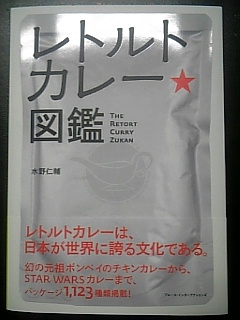 レトルト
カレー★
図鑑
THE
RETORT
CURRY
ZUKAN
水野仁輔
レトルトカレーは、
日本が世界に誇る文化である。
幻の元祖ボンベイのチキンカレーから、
STAR WARSカレーまで、
パッケージ1,123種類掲載!